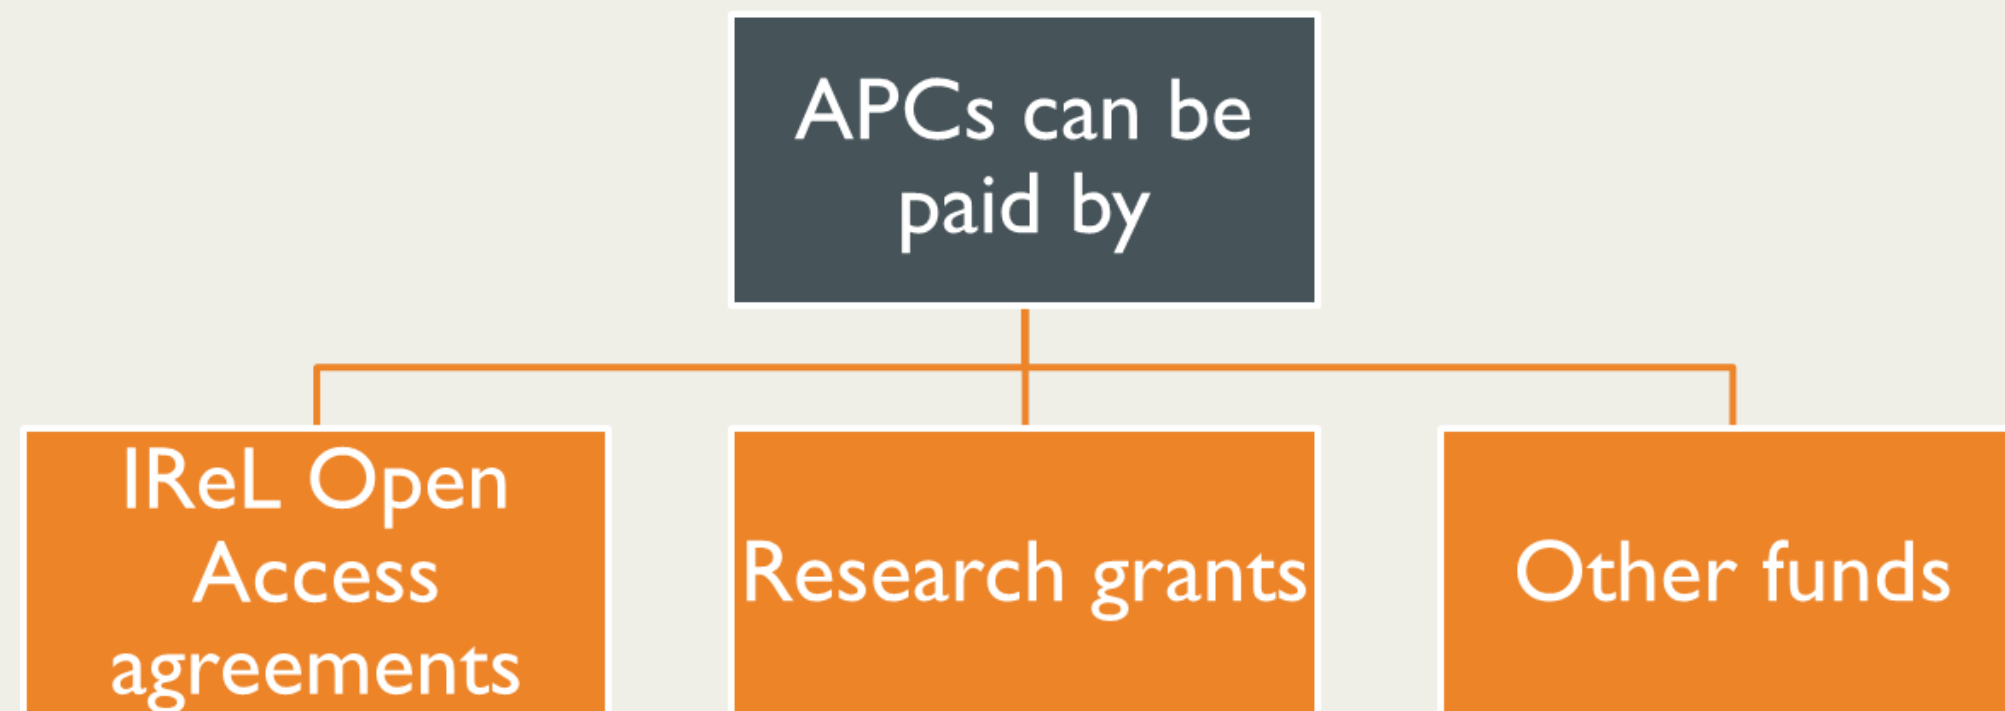 APCs can be
paid by
IReL Open
Access
agreements
Research grants
Other funds